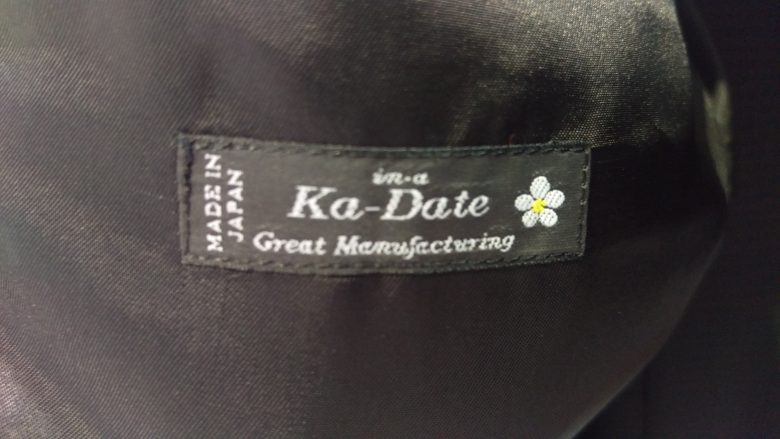 MADE IN
JAPAN
in-a
Ka-Date
Great Manufacturing